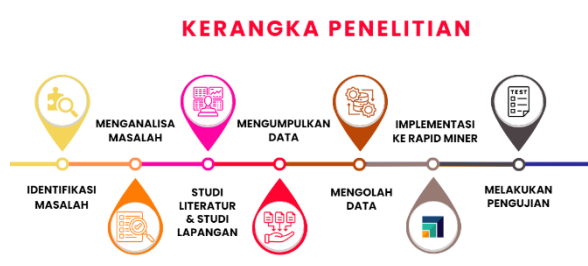 KERANGKA PENELITIAN
IDENTIFIKASI
MASALAH
MENGANALISA
MASALAH
STUDI
LITERATUR
& STUDI
LAPANGAN
MENGUMPULKAN
DATA
MENGOLAH
DATA
IMPLEMENTASI
KE RAPID MINER
TEST
MELAKUKAN
PENGUJIAN